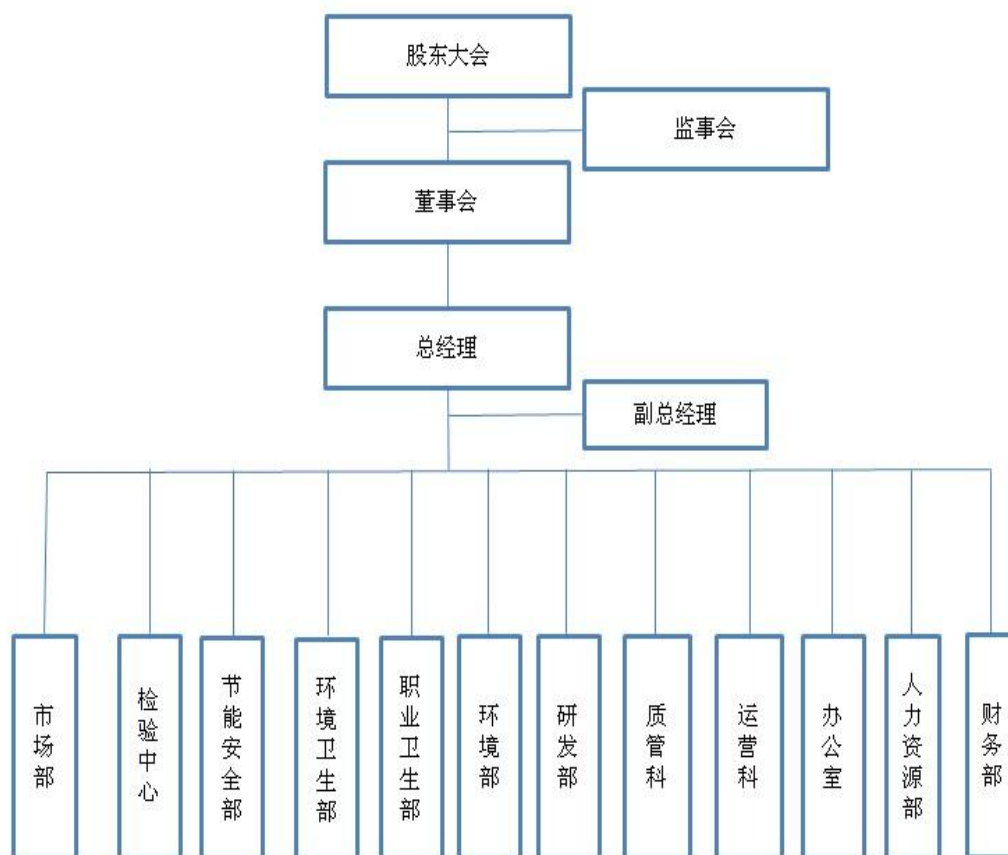 股东大会
监事会
董事会
总经理
副总经理
市场部
检验中心
节能安全部
环境卫生部
职业卫生部
环境部
研发部
质管科
运营科
办公室
人力资源部
财务部